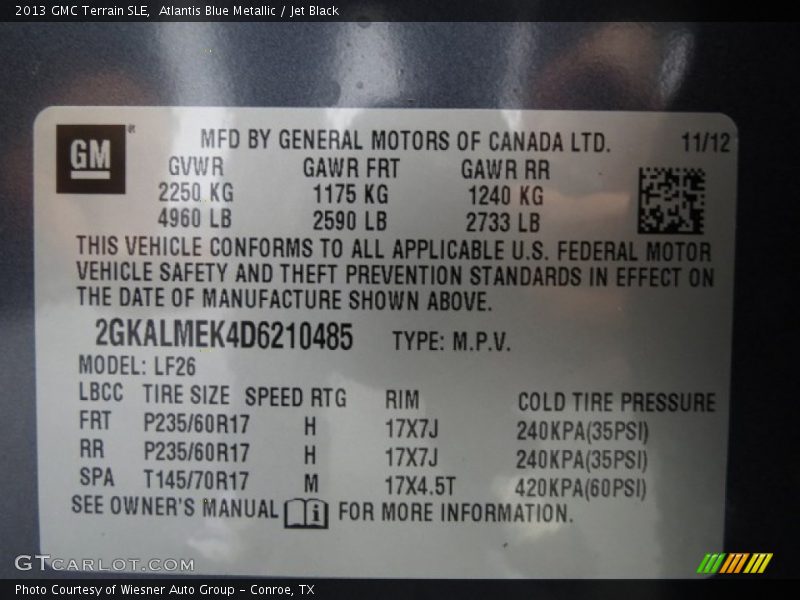 2013 GMC Terrain SLE,  Atlantis Blue Metallic / Jet Black
GM®
MFD BY GENERAL MOTORS OF CANADA LTD. 11/12
GVWR GAWR FRT GAWR RR
2250 KG 1175 KG 1240 KG
4960 LB 2590 LB 2733 LB
THIS VEHICLE CONFORMS TO ALL APPLICABLE U.S. FEDERAL MOTOR
VEHICLE SAFETY AND THEFT PREVENTION STANDARDS IN EFFECT ON
THE DATE OF MANUFACTURE SHOWN ABOVE.
2GKALMEK4D6210485 TYPE: M.P.V.
MODEL: LF26
LBCC TIRE SIZE SPEED RTG RIM COLD TIRE PRESSURE
FRT P235/60R17 H 17X7J 240KPA(35PSI)
RR P235/60R17 H 17X7J 240KPA(35PSI)
SPA T145/70R17 M 17X4.5T 420KPA(60PSI)
SEE OWNER'S MANUAL i FOR MORE INFORMATION.
GTCARLOT.COM
Photo Courtesy of Wiesner Auto Group - Conroe, TX